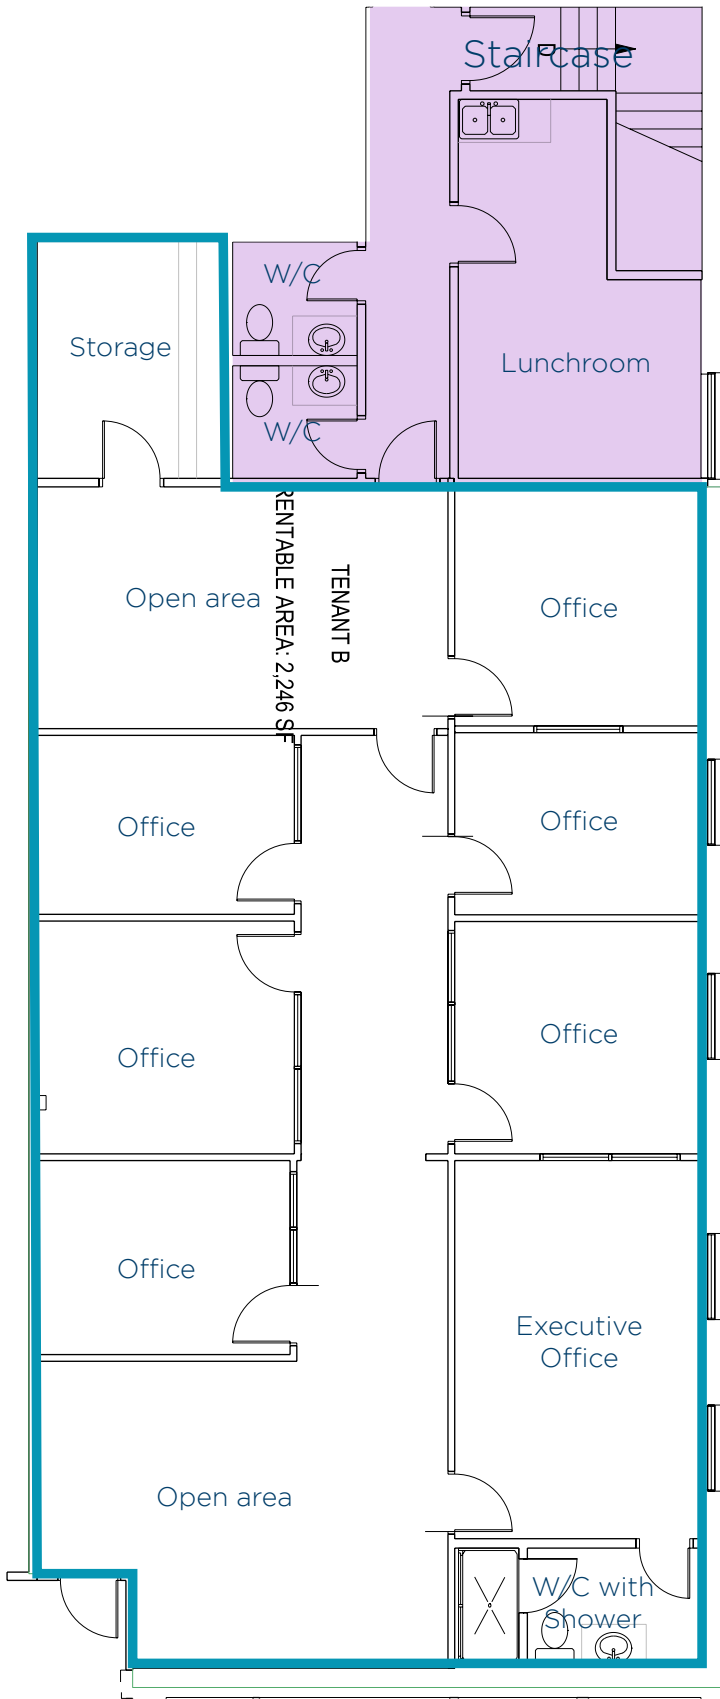 Staircase
W/C
Storage
Lunchroom
W/C
TENANT B
RENTABLE AREA: 2,246 SF
Open area
Office
Office
Office
Office
Office
Office
Executive
Office
Open area
W/C with
Shower